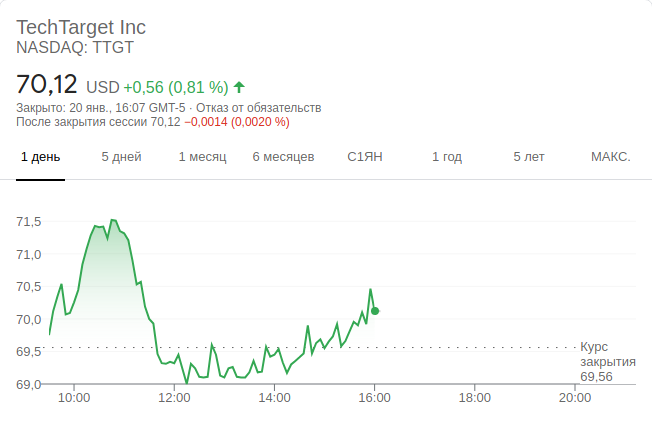 TechTarget Inc
NASDAQ: TTGT
70,12 USD +0,56 (0,81 %)
Закрыто: 20 янв., 16:07 GMT-5 · Отказ от обязательств
После закрытия сессии 70,12 −0,0014 (0,0020 %)
1 день 5 дней 1 месяц 6 месяцев С1ЯН 1 год 5 лет МАКС.
71,5
71,0
70,5
70,0
69,5
69,0
Курс
закрытия
69,56
10:00 12:00 14:00 16:00 18:00 20:00